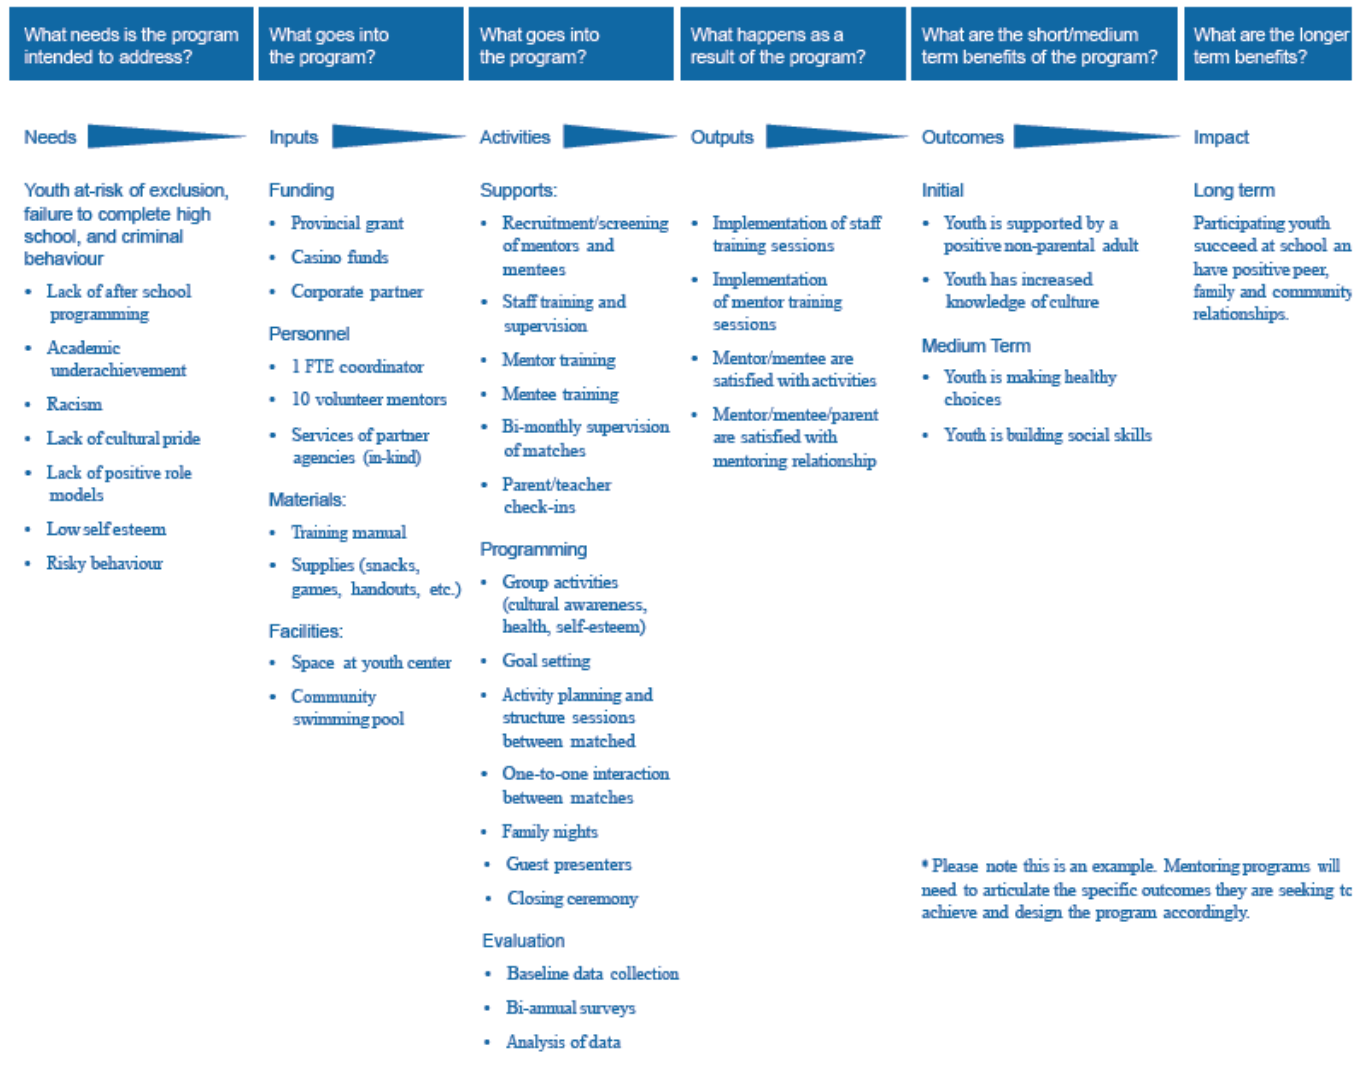 What needs is the program
intended to address?
What goes into
the program?
What goes into
the program?
What happens as a
result of the program?
What are the short/medium
term benefits of the program?
What are the longer
term benefits?
Needs
Inputs
Activities
Outputs
Outcomes
Impact
Youth at-risk of exclusion,
failure to complete high
school, and criminal
behaviour
• Lack of after school
programming
• Academic
underachievement
• Racism
• Lack of cultural pride
• Lack of positive role
models
• Low self esteem
• Risky behaviour
Funding
• Provincial grant
• Casino funds
• Corporate partner
Personnel
• 1 FTE coordinator
• 10 volunteer mentors
• Services of partner
agencies (in-kind)
Materials:
• Training manual
• Supplies (snacks,
games, handouts, etc.)
Facilities:
• Space at youth center
• Community
swimming pool
Supports:
• Recruitment/screening
of mentors and
mentees
• Staff training and
supervision
• Mentor training
• Mentee training
• Bi-monthly supervision
of matches
• Parent/teacher
check-ins
Programming
• Group activities
(cultural awareness,
health, self-esteem)
• Goal setting
• Activity planning and
structure sessions
between matched
• One-to-one interaction
between matches
• Family nights
• Guest presenters
• Closing ceremony
Evaluation
• Baseline data collection
• Bi-annual surveys
• Analysis of data
• Implementation of staff
training sessions
• Implementation
of mentor training
sessions
• Mentor/mentee are
satisfied with activities
• Mentor/mentee/parent
are satisfied with
mentoring relationship
Initial
• Youth is supported by a
positive non-parental adult
• Youth has increased
knowledge of culture
Medium Term
• Youth is making healthy
choices
• Youth is building social skills
Long term
Participating youth
succeed at school an
have positive peer,
family and community
relationships.
* Please note this is an example. Mentoring programs will
need to articulate the specific outcomes they are seeking to
achieve and design the program accordingly.